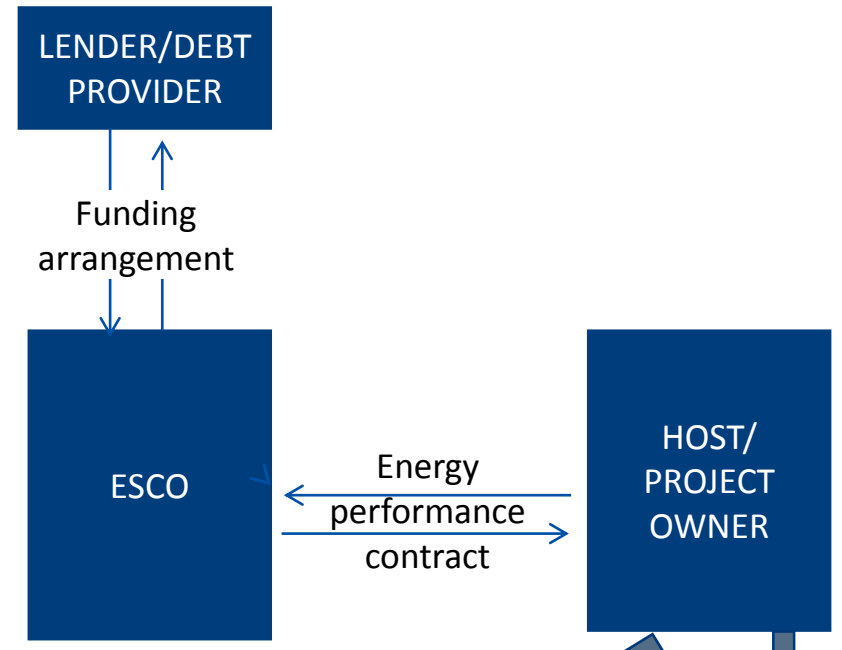 LENDER/DEBT
PROVIDER
Funding
arrangement
ESCO
Energy
performance
contract
HOST/
PROJECT
OWNER